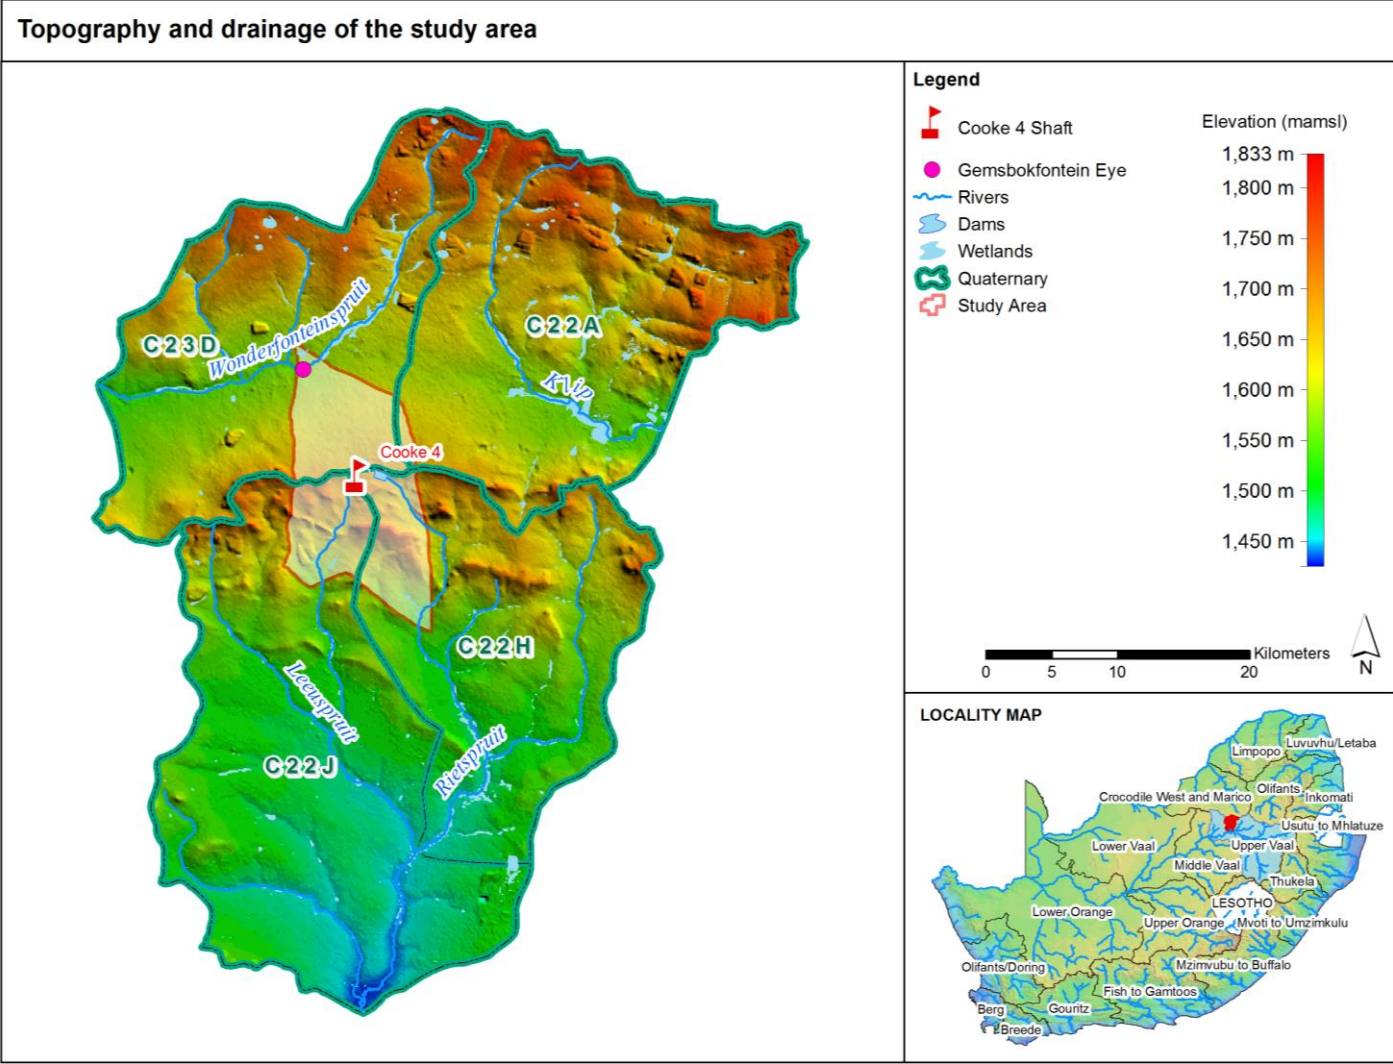 Topography and drainage of the study area
C23D
Wonderfonteinspruit
C22A
Klip
Cooke 4
C22H
Leeuspruit
C22J
Rietspruit
Legend
Cooke 4 Shaft
Gemsbokfontein Eye
Rivers
Dams
Wetlands
Quaternary
Study Area
Elevation (mamsl)
1,833 m
1,800 m
1,750 m
1,700 m
1,650 m
1,600 m
1,550 m
1,500 m
1,450 m
Kilometers
0 5 10 20
N
LOCALITY MAP
Limpopo
Luvuvhu/Letaba
Olifants
Crocodile West and Marico
Inkomati
Usutu to Mhlatuze
Lower Vaal
Upper Vaal
Middle Vaal
Thukela
LESOTHO
Lower Orange
Upper Orange
Mvoti to Umzimkulu
Olifants/Doring
Mzimvubu to Buffalo
Fish to Gamtoos
Berg
Gouritz
Breede